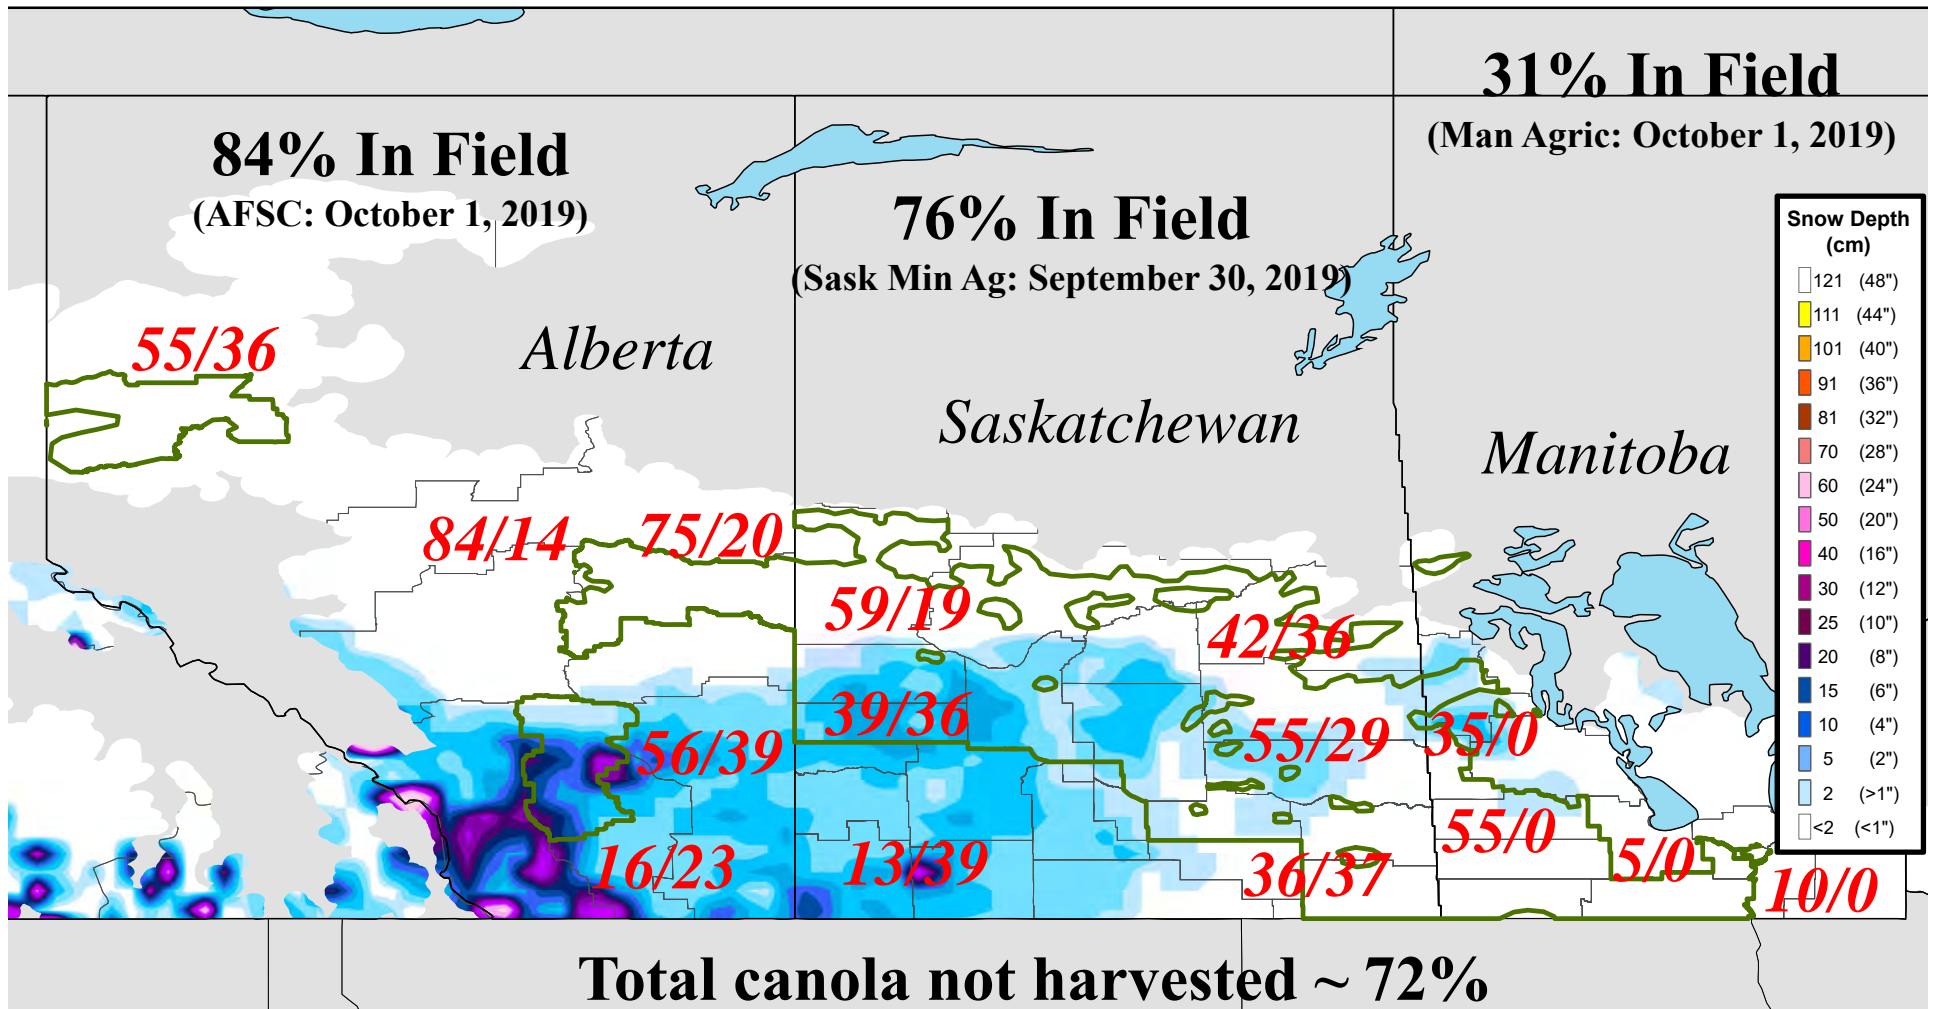 31% In Field
(Man Agric: October 1, 2019)
84% In Field
(AFSC: October 1, 2019)
76% In Field
(Sask Min Ag: September 30, 2019)
Snow Depth
(cm)
121 (48")
111 (44")
101 (40")
91 (36")
81 (32")
70 (28")
60 (24")
50 (20")
40 (16")
30 (12")
25 (10")
20 (8")
15 (6")
10 (4")
5 (2")
2 (>1")
<2 (<1")
55/36
Alberta
Saskatchewan
Manitoba
84/14
75/20
59/19
42/36
39/36
56/39
55/29
35/0
16/23
13/39
36/37
55/0
5/0
10/0
Total canola not harvested ~ 72%